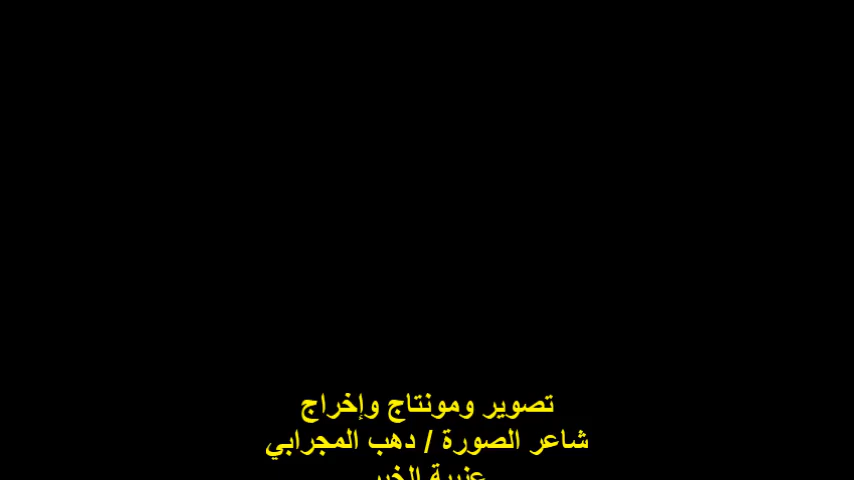 تصوير ومونتاج وإخراج
شاعر الصورة / دهب المجرابي